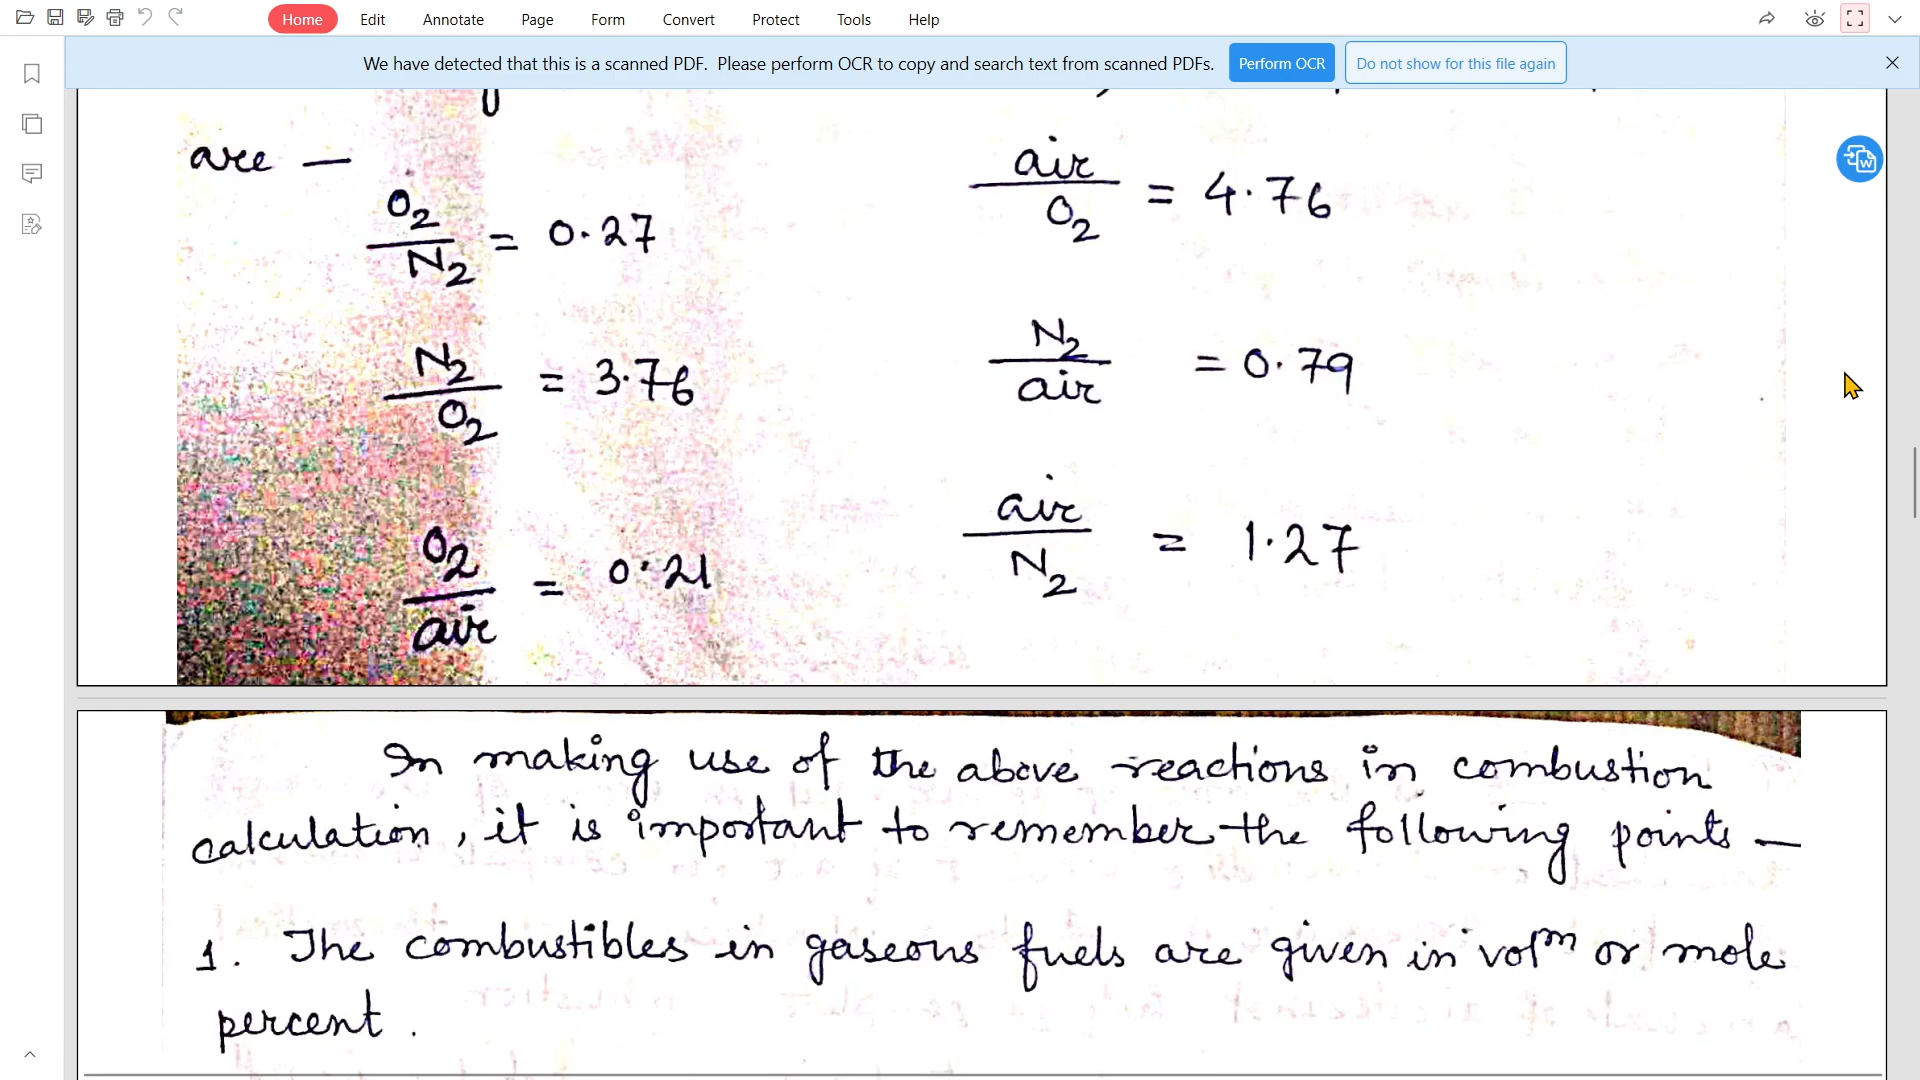 Home Edit Annotate Page Form Convert Protect Tools Help
We have detected that this is a scanned PDF. Please perform OCR to copy and search text from scanned PDFs. Perform OCR Do not show for this file again
are —
O2/N2 = 0.27
air/O2 = 4.76
N2/O2 = 3.76
N2/air = 0.79
O2/air = 0.21
air/N2 = 1.27
In making use of the above reactions in combustion
calculation, it is important to remember the following points —
1. The combustibles in gaseous fuels are given in volm or mole
percent.